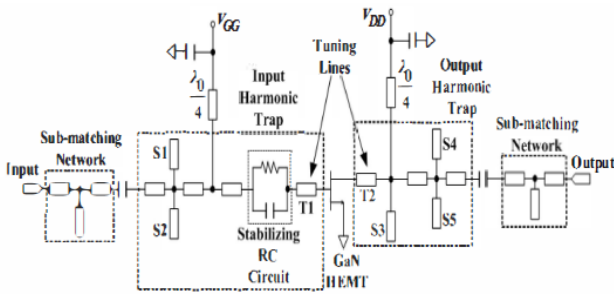 V_GG
V_DD
Tuning
Lines
λ0
4
Input
Harmonic
Trap
λ0
4
Output
Harmonic
Trap
Sub-matching
Network
Input
S1
S2
Stabilizing
RC
Circuit
T1
T2
GaN
HEMT
S3
S4
S5
Sub-matching
Network
Output